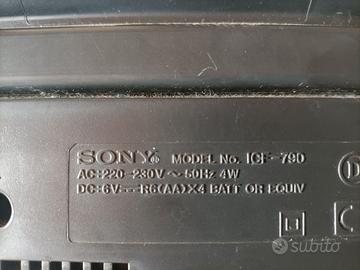 SONY MODEL No. ICF-790
AC:220-230V ~ 50Hz 4W
DC:6V⎓ R6(AA)X4 BATT OR EQUIV
subito